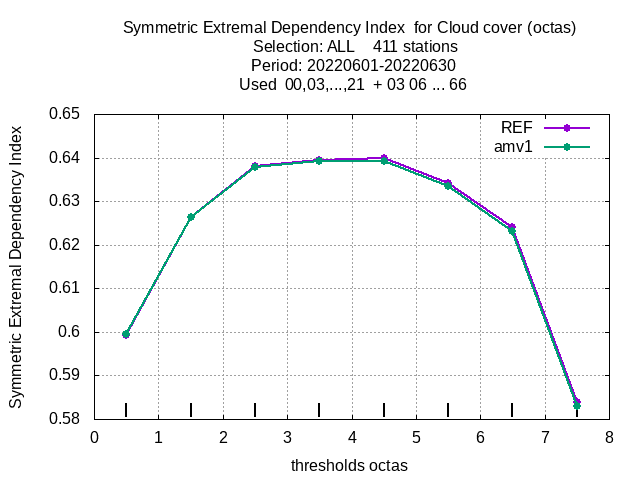 Symmetric Extremal Dependency Index  for Cloud cover (octas)
Selection: ALL    411 stations
Period: 20220601-20220630
Used  00,03,...,21  + 03 06 ... 66
Symmetric Extremal Dependency Index
0.65
0.64
0.63
0.62
0.61
0.6
0.59
0.58
REF
amv1
0 1 2 3 4 5 6 7 8
thresholds octas